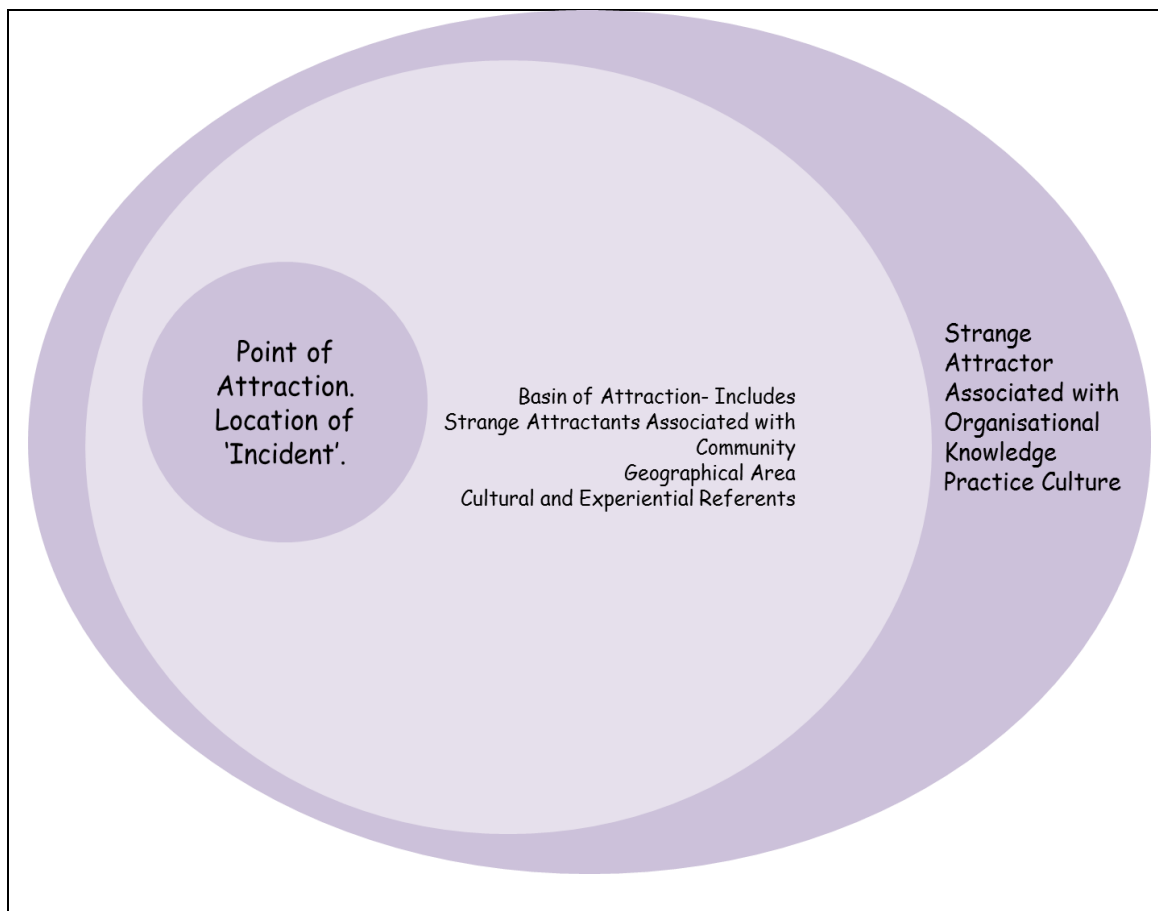 Point of
Attraction.
Location of
‘Incident’.
Basin of Attraction- Includes
Strange Attractants Associated with
Community
Geographical Area
Cultural and Experiential Referents
Strange
Attractor
Associated with
Organisational
Knowledge
Practice Culture